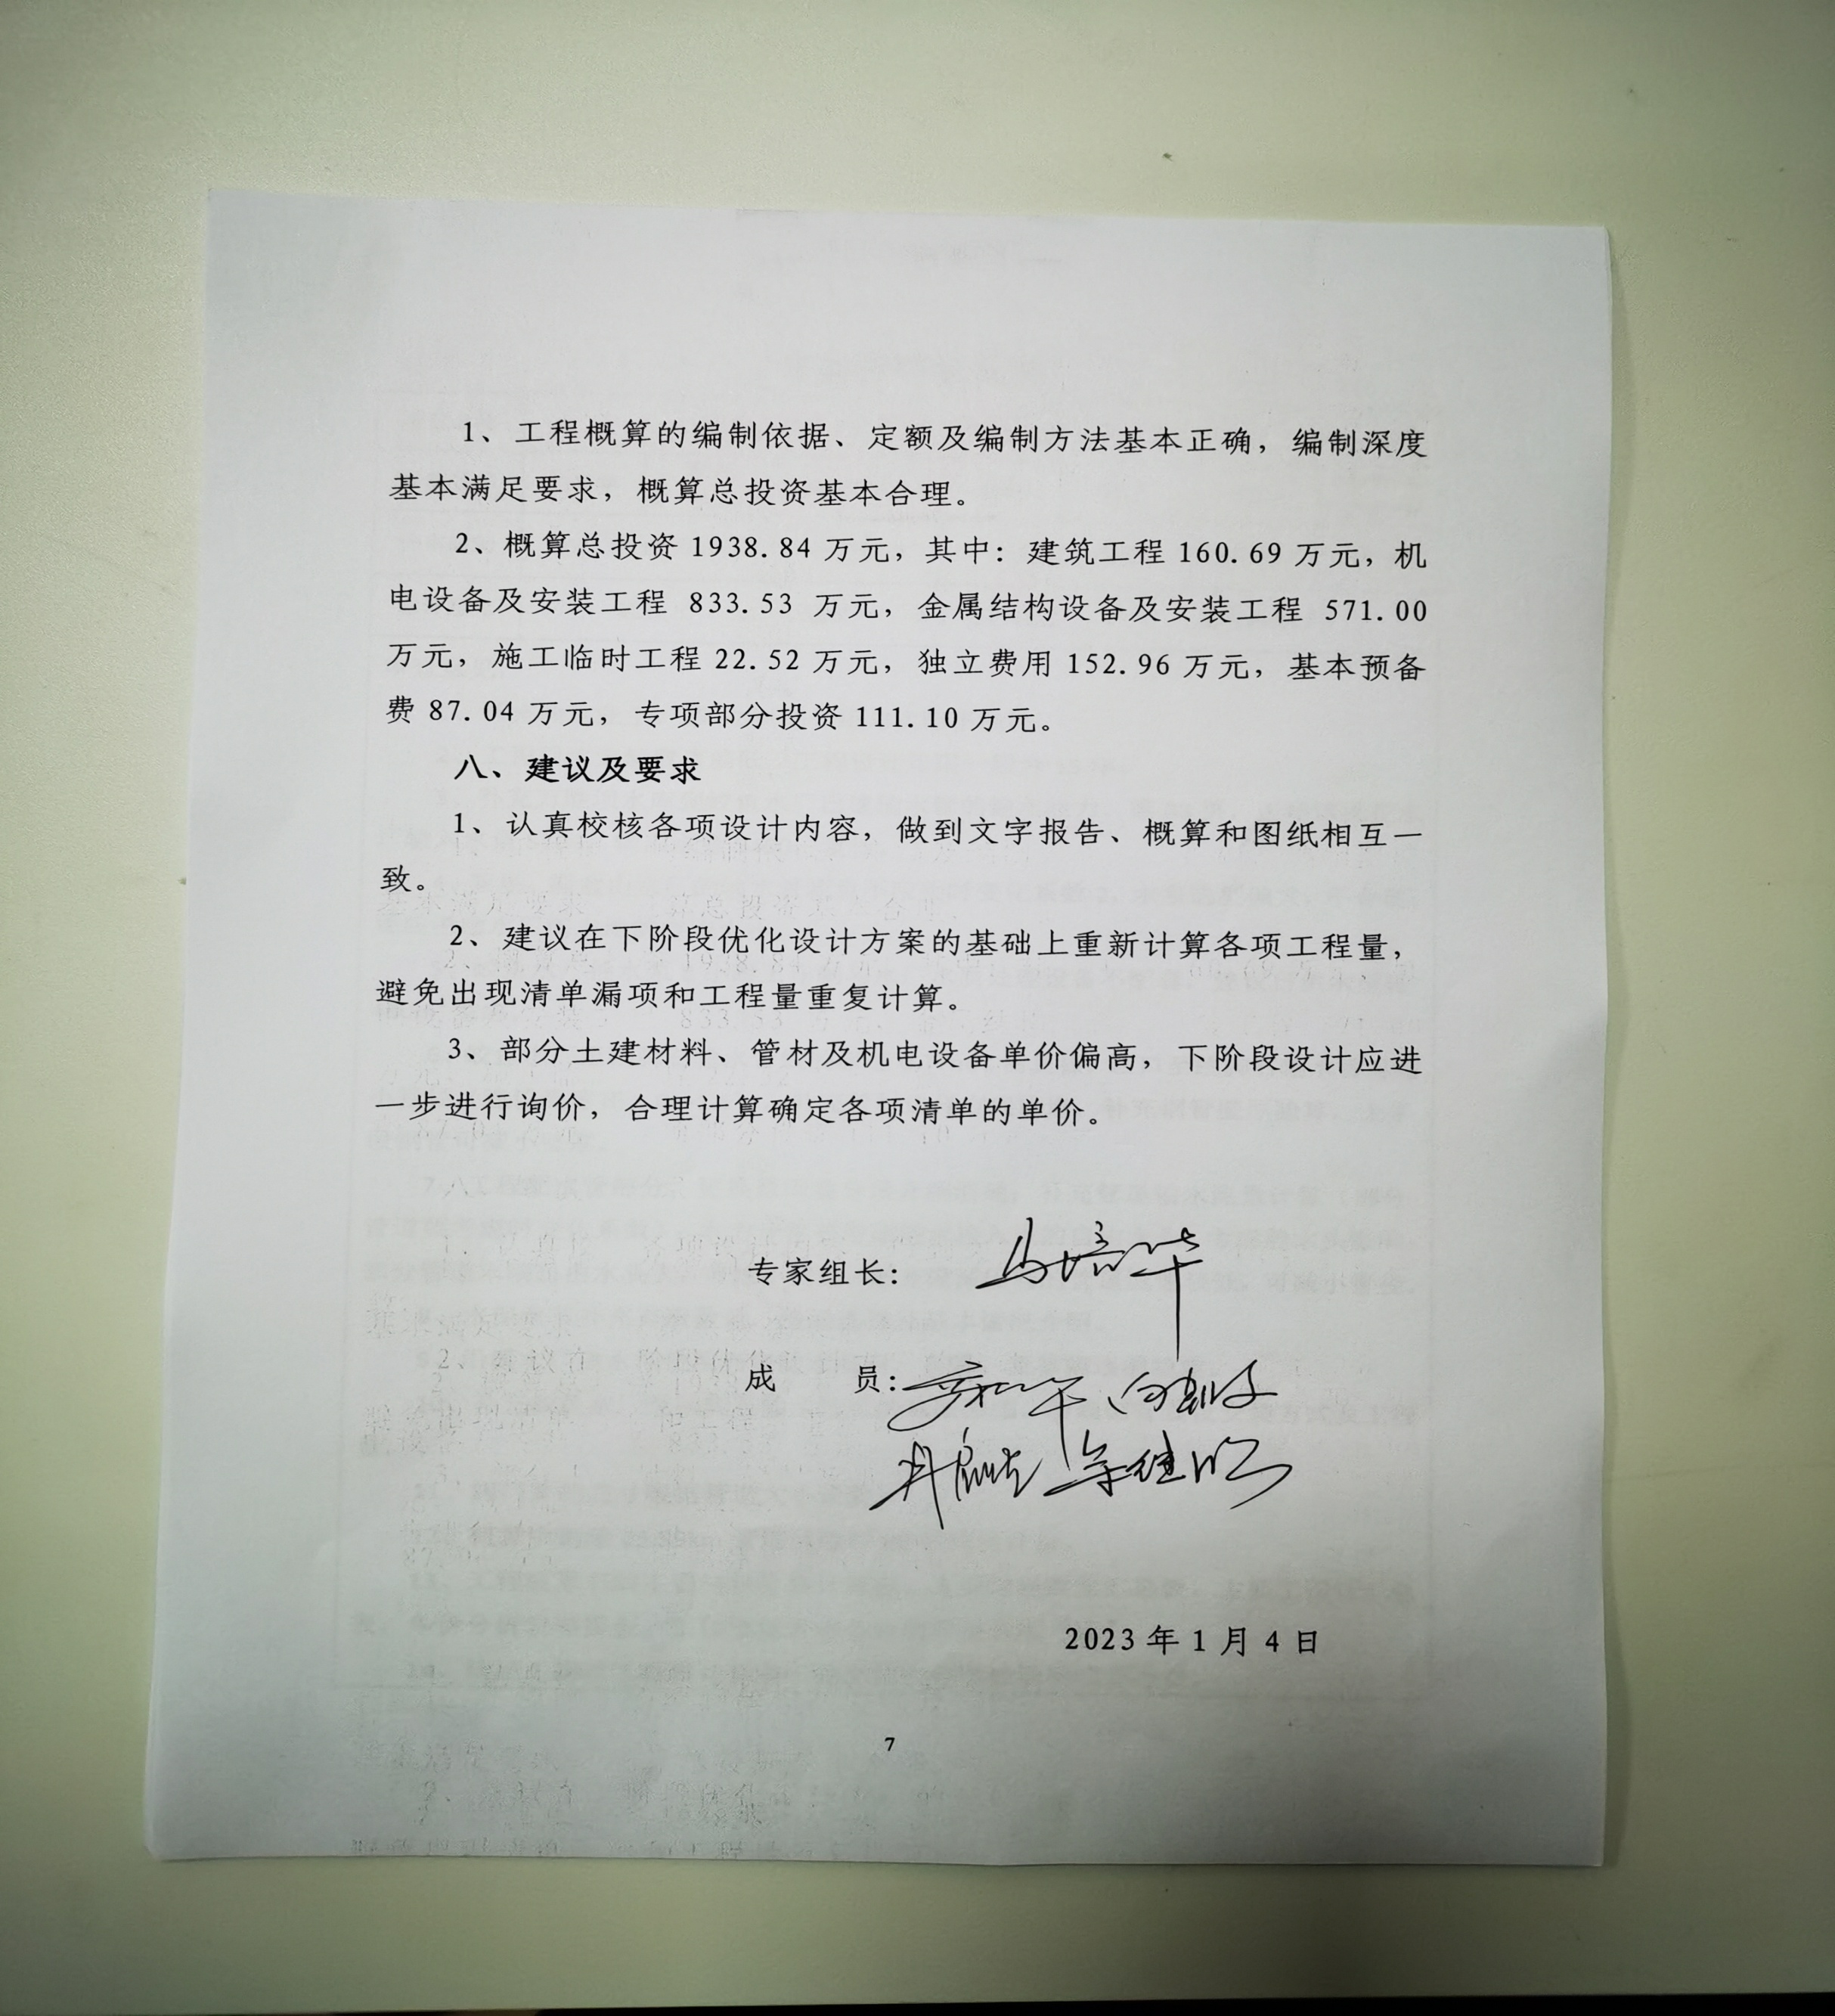 1、工程概算的编制依据、定额及编制方法基本正确，编制深度
基本满足要求，概算总投资基本合理。
2、概算总投资 1938.84 万元，其中：建筑工程 160.69 万元，机
电设备及安装工程 833.53 万元，金属结构设备及安装工程 571.00
万元，施工临时工程 22.52 万元，独立费用 152.96 万元，基本预备
费 87.04 万元，专项部分投资 111.10 万元。
八、建议及要求
1、认真校核各项设计内容，做到文字报告、概算和图纸相互一
致。
2、建议在下阶段优化设计方案的基础上重新计算各项工程量，
避免出现清单漏项和工程量重复计算。
3、部分土建材料、管材及机电设备单价偏高，下阶段设计应进
一步进行询价，合理计算确定各项清单的单价。
专家组长： 马培华
成 员：
2023 年 1 月 4 日
7